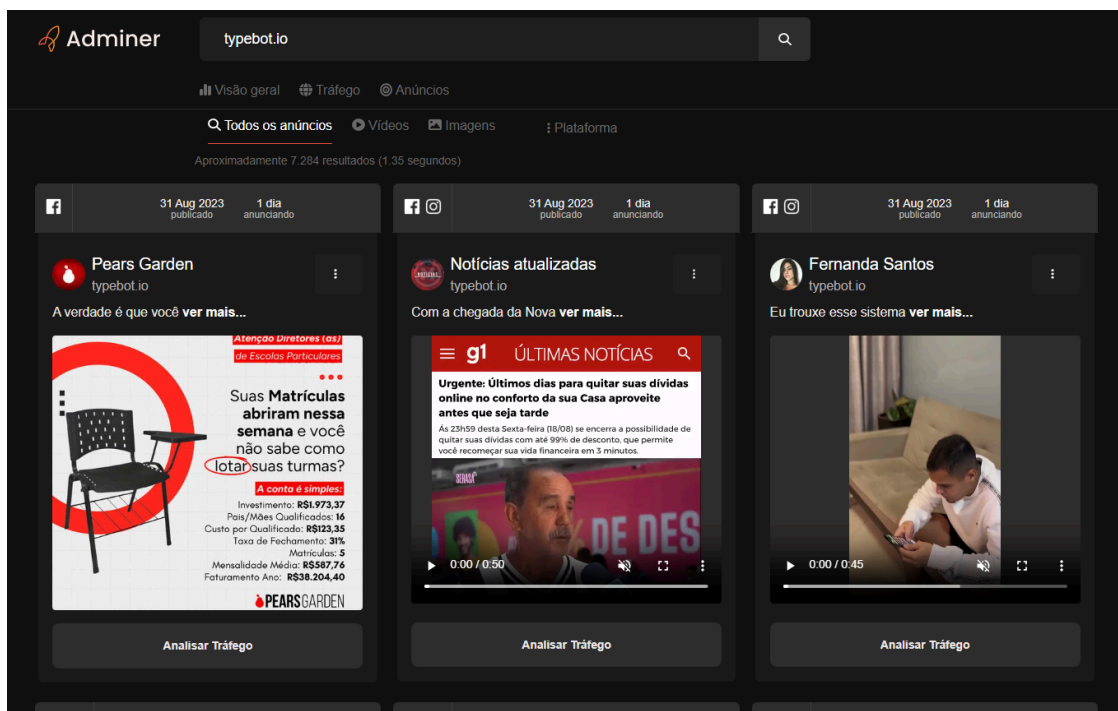 Adminer
typebot.io
Visão geral
Tráfego
Anúncios
Todos os anúncios
Vídeos
Imagens
Plataforma
Aproximadamente 7.284 resultados (1.35 segundos)
31 Aug 2023
publicado
1 dia
anunciando
Pears Garden
typebot.io
A verdade é que você ver mais...
Atenção Diretores (as)
de Escolas Particulares
Suas Matrículas
abriram nessa
semana e você
não sabe como
lotar suas turmas?
A conta é simples:
Investimento: R$1.973,37
Pais/Mães Qualificados: 16
Custo por Qualificado: R$123,35
Taxa de Fechamento: 31%
Matrículas: 5
Mensalidade Média: R$587,76
Faturamento Ano: R$38.204,40
PEARSGARDEN
Analisar Tráfego
31 Aug 2023
publicado
1 dia
anunciando
Notícias atualizadas
typebot.io
Com a chegada da Nova ver mais...
g1 ÚLTIMAS NOTÍCIAS
Urgente: Últimos dias para quitar suas dívidas
online no conforto da sua Casa aproveite
antes que seja tarde
Ás 23h59 desta Sexta-feira (18/08) se encerra a possibilidade de
quitar suas dívidas com até 99% de desconto, que permite
você recomeçar sua vida financeira em 3 minutos.
SERASA
DE DES
0:00 / 0:50
Analisar Tráfego
31 Aug 2023
publicado
1 dia
anunciando
Fernanda Santos
typebot.io
Eu trouxe esse sistema ver mais...
0:00 / 0:45
Analisar Tráfego